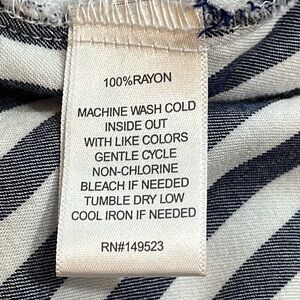 100%RAYON
MACHINE WASH COLD
INSIDE OUT
WITH LIKE COLORS
GENTLE CYCLE
NON-CHLORINE
BLEACH IF NEEDED
TUMBLE DRY LOW
COOL IRON IF NEEDED
RN#149523